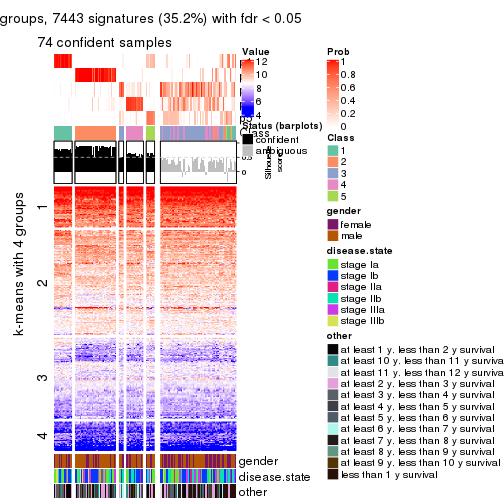 groups, 7443 signatures (35.2%) with fdr < 0.05
74 confident samples
Value
12
10
8
6
4
Status (barplots)
confident
ambiguous
Class
0.5
0
Silhouette
score
k-means with 4 groups
1
2
3
4
gender
disease.state
other
Prob
1
0.8
0.6
0.4
0.2
0
Class
1
2
3
4
5
gender
female
male
disease.state
stage Ia
stage Ib
stage IIa
stage IIb
stage IIIa
stage IIIb
other
at least 1 y. less than 2 y survival
at least 10 y. less than 11 y surviva
at least 11 y. less than 12 y surviva
at least 2 y. less than 3 y survival
at least 3 y. less than 4 y survival
at least 4 y. less than 5 y survival
at least 5 y. less than 6 y survival
at least 6 y. less than 7 y survival
at least 7 y. less than 8 y survival
at least 8 y. less than 9 y survival
at least 9 y. less than 10 y survival
less than 1 y survival